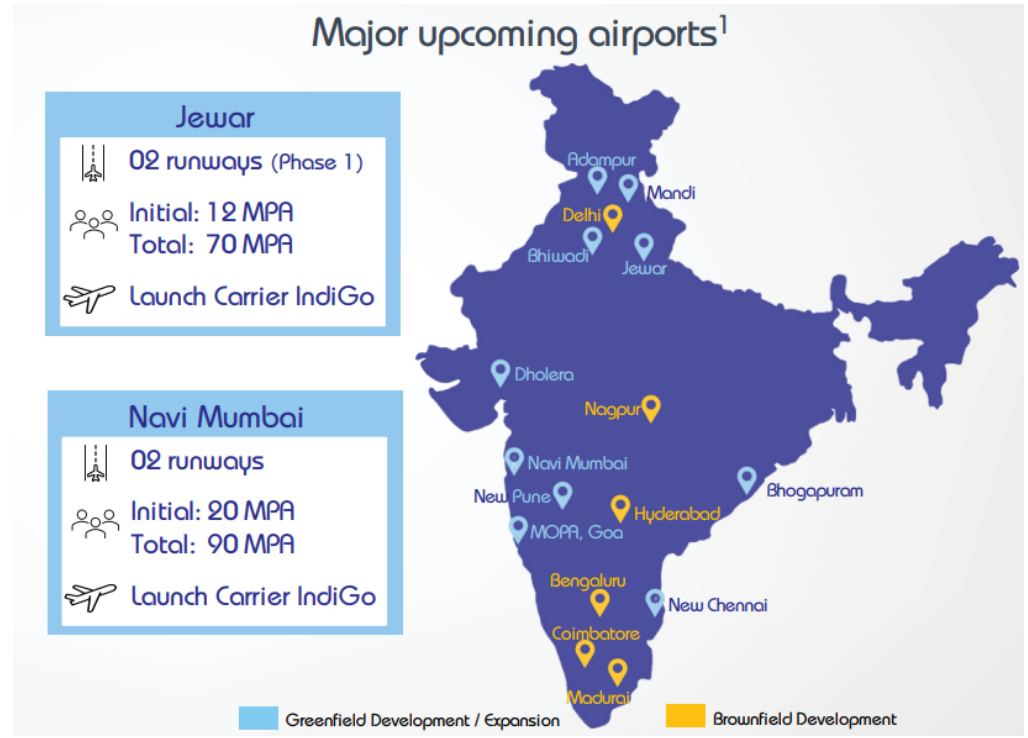 Major upcoming airports1
Jewar
02 runways (Phase 1)
Initial: 12 MPA
Total: 70 MPA
Launch Carrier IndiGo
Navi Mumbai
02 runways
Initial: 20 MPA
Total: 90 MPA
Launch Carrier IndiGo
Adampur
Mandi
Delhi
Bhiwadi
Jewar
Dholera
Nagpur
Navi Mumbai
Bhogapuram
New Pune
Hyderabad
MOPA, Goa
Bengaluru
New Chennai
Coimbatore
Madurai
Greenfield Development / Expansion
Brownfield Development